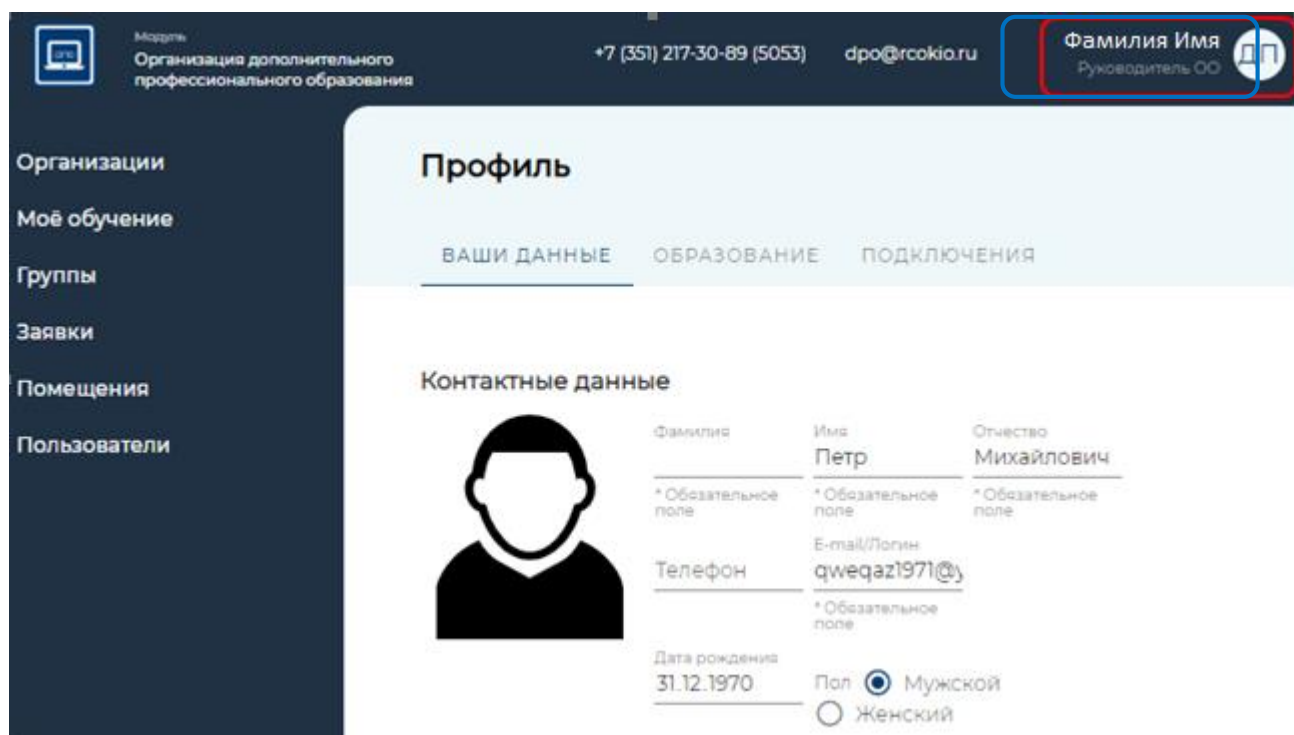 Модуль
Организация дополнительного
профессионального образования
+7 (351) 217-30-89 (5053)
dpo@rcokio.ru
Фамилия Имя
Руководитель ОО
ДП
Организации
Моё обучение
Группы
Заявки
Помещения
Пользователи
Профиль
ВАШИ ДАННЫЕ ОБРАЗОВАНИЕ ПОДКЛЮЧЕНИЯ
Контактные данные
Фамилия Имя Отчество
Петр Михайлович
* Обязательное * Обязательное * Обязательное
поле поле поле
E-mail/Логин
Телефон qweqaz1971@y
* Обязательное
поле
Дата рождения
31.12.1970 Пол Мужской
Женский